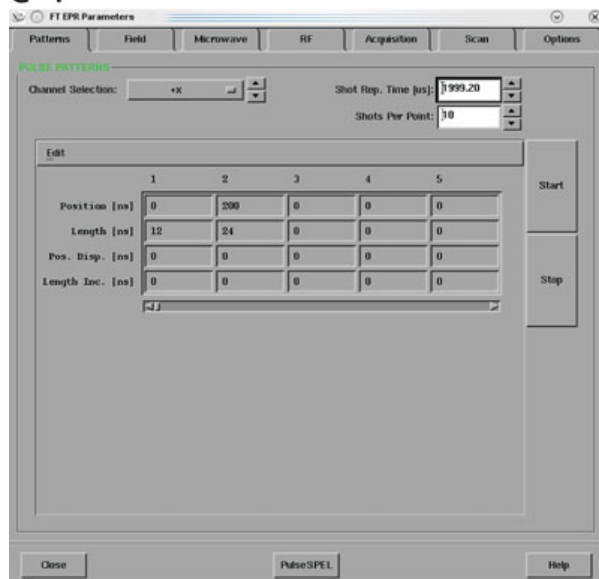 FT EPR Parameters
Patterns Field Microwave RF Acquisition Scan Options
PULSE PATTERNS
Channel Selection: +X Shot Rep. Time [us]: 1999.20
Shots Per Point: 10
Edit
1 2 3 4 5
Start
Position [ns] 0 200 0 0 0
Length [ns] 12 24 0 0 0
Pos. Disp. [ns] 0 0 0 0 0
Length Inc. [ns] 0 0 0 0 0
Stop
Close PulseSPEL Help